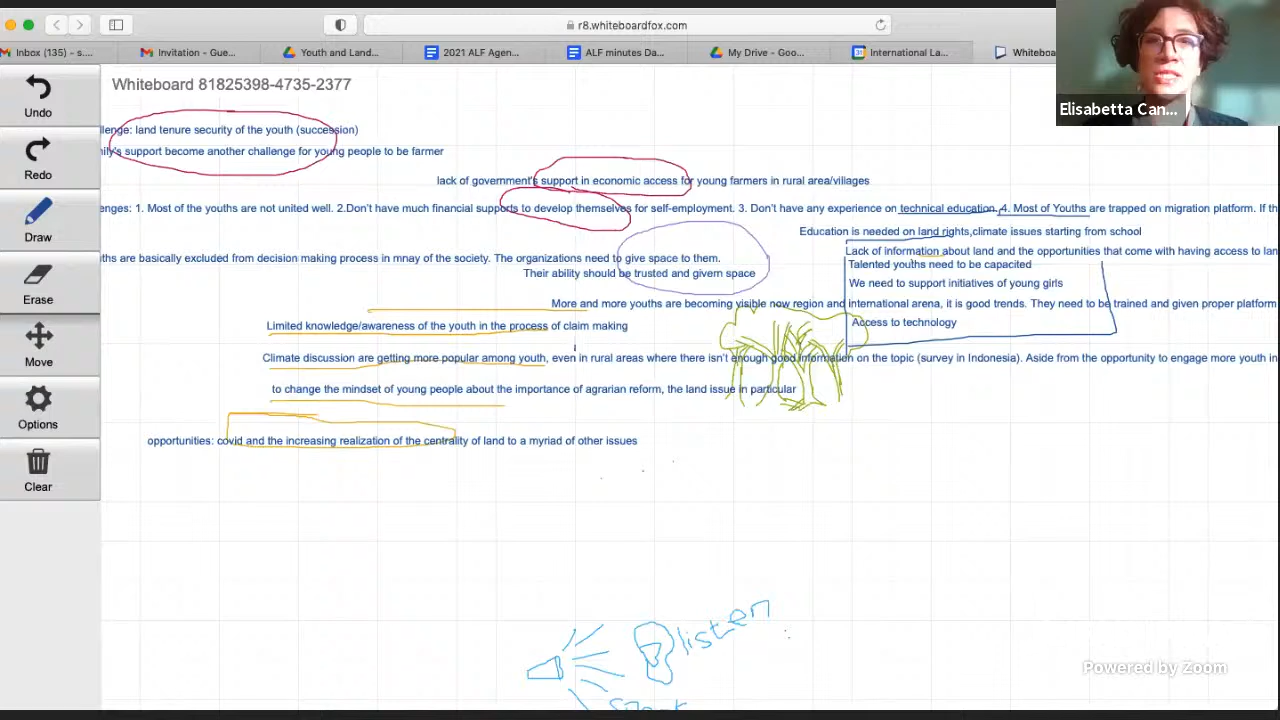 r8.whiteboardfox.com
Inbox (135) - s....
Invitation - Gue...
Youth and Land...
2021 ALF Agen...
ALF minutes Da...
My Drive - Goo...
International La...
Whiteboa
Elisabetta Can...
Undo
Redo
Draw
Erase
Move
Options
Clear
Whiteboard 81825398-4735-2377
llenge: land tenure security of the youth (succession)
nily's support become another challenge for young people to be farmer
lack of government's support in economic access for young farmers in rural area/villages
enges: 1. Most of the youths are not united well. 2.Don't have much financial supports to develop themselves for self-employment. 3. Don't have any experience on technical education, 4. Most of Youths are trapped on migration platform. If th
Education is needed on land rights,climate issues starting from school
Lack of information about land and the opportunities that come with having access to lan
uths are basically excluded from decision making process in mnay of the society. The organizations need to give space to them.
Talented youths need to be capacited
Their ability should be trusted and givem space
We need to support initiatives of young girls
More and more youths are becoming visible now region and international arena, it is good trends. They need to be trained and given proper platform
Access to technology
Limited knowledge/awareness of the youth in the process of claim making
Climate discussion are getting more popular among youth, even in rural areas where there isn't enough good information on the topic (survey in Indonesia). Aside from the opportunity to engage more youth in
to change the mindset of young people about the importance of agrarian reform, the land issue in particular
opportunities: covid and the increasing realization of the centrality of land to a myriad of other issues
listen
Powered by Zoom